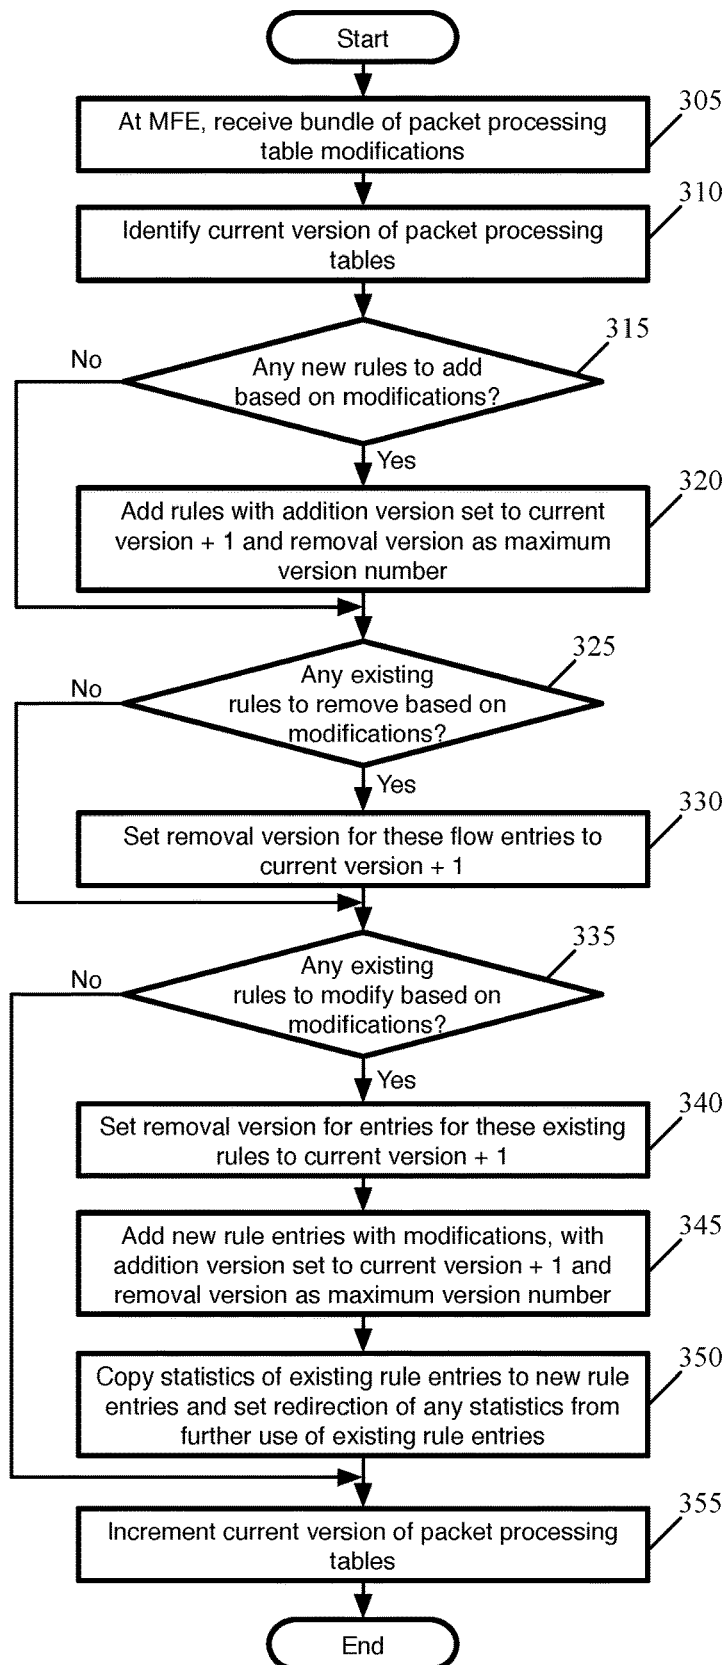 Start
At MFE, receive bundle of packet processing
table modifications
305
Identify current version of packet processing
tables
310
Any new rules to add
based on modifications?
315
No
Yes
Add rules with addition version set to current
version + 1 and removal version as maximum
version number
320
Any existing
rules to remove based on
modifications?
325
No
Yes
Set removal version for these flow entries to
current version + 1
330
Any existing
rules to modify based on
modifications?
335
No
Yes
Set removal version for entries for these existing
rules to current version + 1
340
Add new rule entries with modifications, with
addition version set to current version + 1 and
removal version as maximum version number
345
Copy statistics of existing rule entries to new rule
entries and set redirection of any statistics from
further use of existing rule entries
350
Increment current version of packet processing
tables
355
End